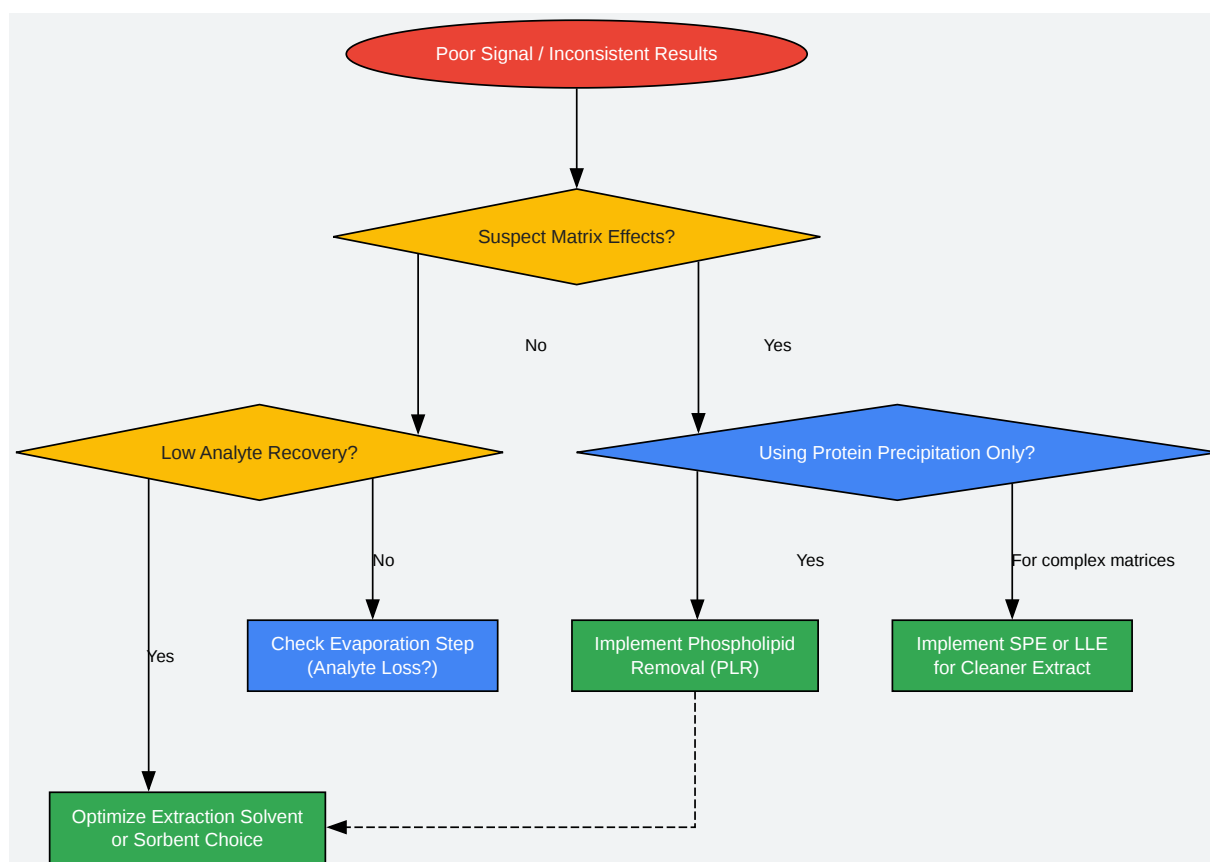 Poor Signal / Inconsistent Results
Suspect Matrix Effects?
No
Yes
Low Analyte Recovery?
Using Protein Precipitation Only?
No
Yes
For complex matrices
Check Evaporation Step
(Analyte Loss?)
Implement Phospholipid
Removal (PLR)
Implement SPE or LLE
for Cleaner Extract
Yes
Optimize Extraction Solvent
or Sorbent Choice